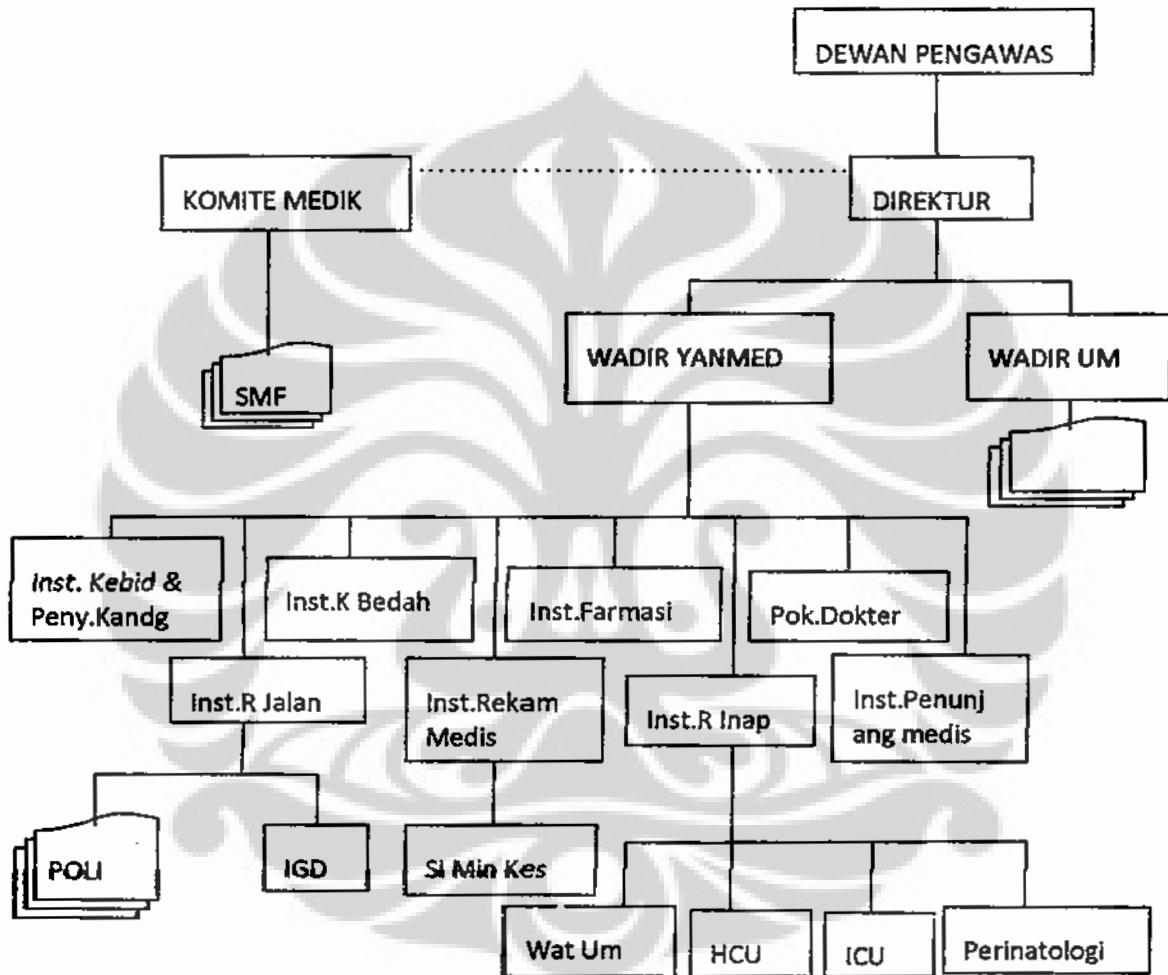 DEWAN PENGAWAS
KOMITE MEDIK
DIREKTUR
WADIR YANMED
WADIR UM
SMF
Inst. Kebid &
Peny.Kandg
Inst.K Bedah
Inst.Farmasi
Pok.Dokter
Inst.R Jalan
Inst.Rekam
Medis
Inst.R Inap
Inst.Penunj
ang medis
POLI
IGD
Si Min Kes
Wat Um
HCU
ICU
Perinatologi